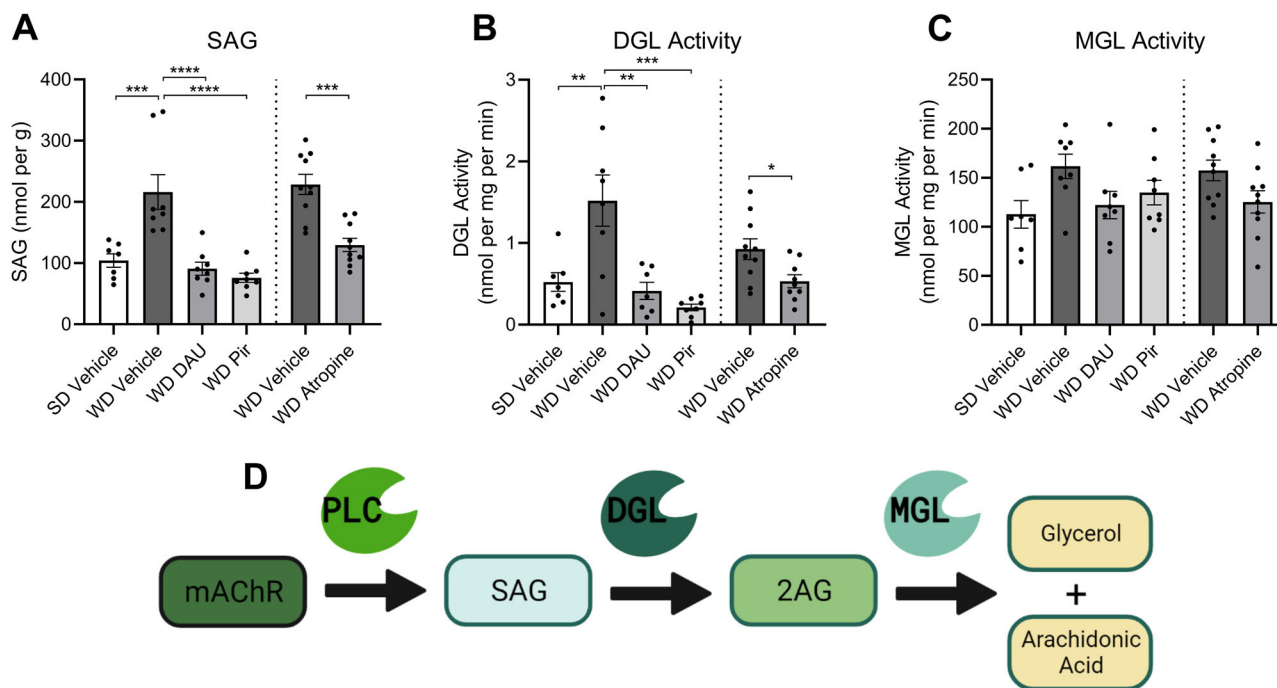 A
SAG
SAG (nmol per g)
400
300
200
100
0
***
****
****
***
SD Vehicle
WD Vehicle
WD DAU
WD Pir
WD Vehicle
WD Atropine
B
DGL Activity
DGL Activity
(nmol per mg per min)
3
2
1
0
**
***
**
*
SD Vehicle
WD Vehicle
WD DAU
WD Pir
WD Vehicle
WD Atropine
C
MGL Activity
MGL Activity
(nmol per mg per min)
250
200
150
100
50
0
SD Vehicle
WD Vehicle
WD DAU
WD Pir
WD Vehicle
WD Atropine
D
PLC
DGL
MGL
mAChR
SAG
2AG
Glycerol
+
Arachidonic
Acid